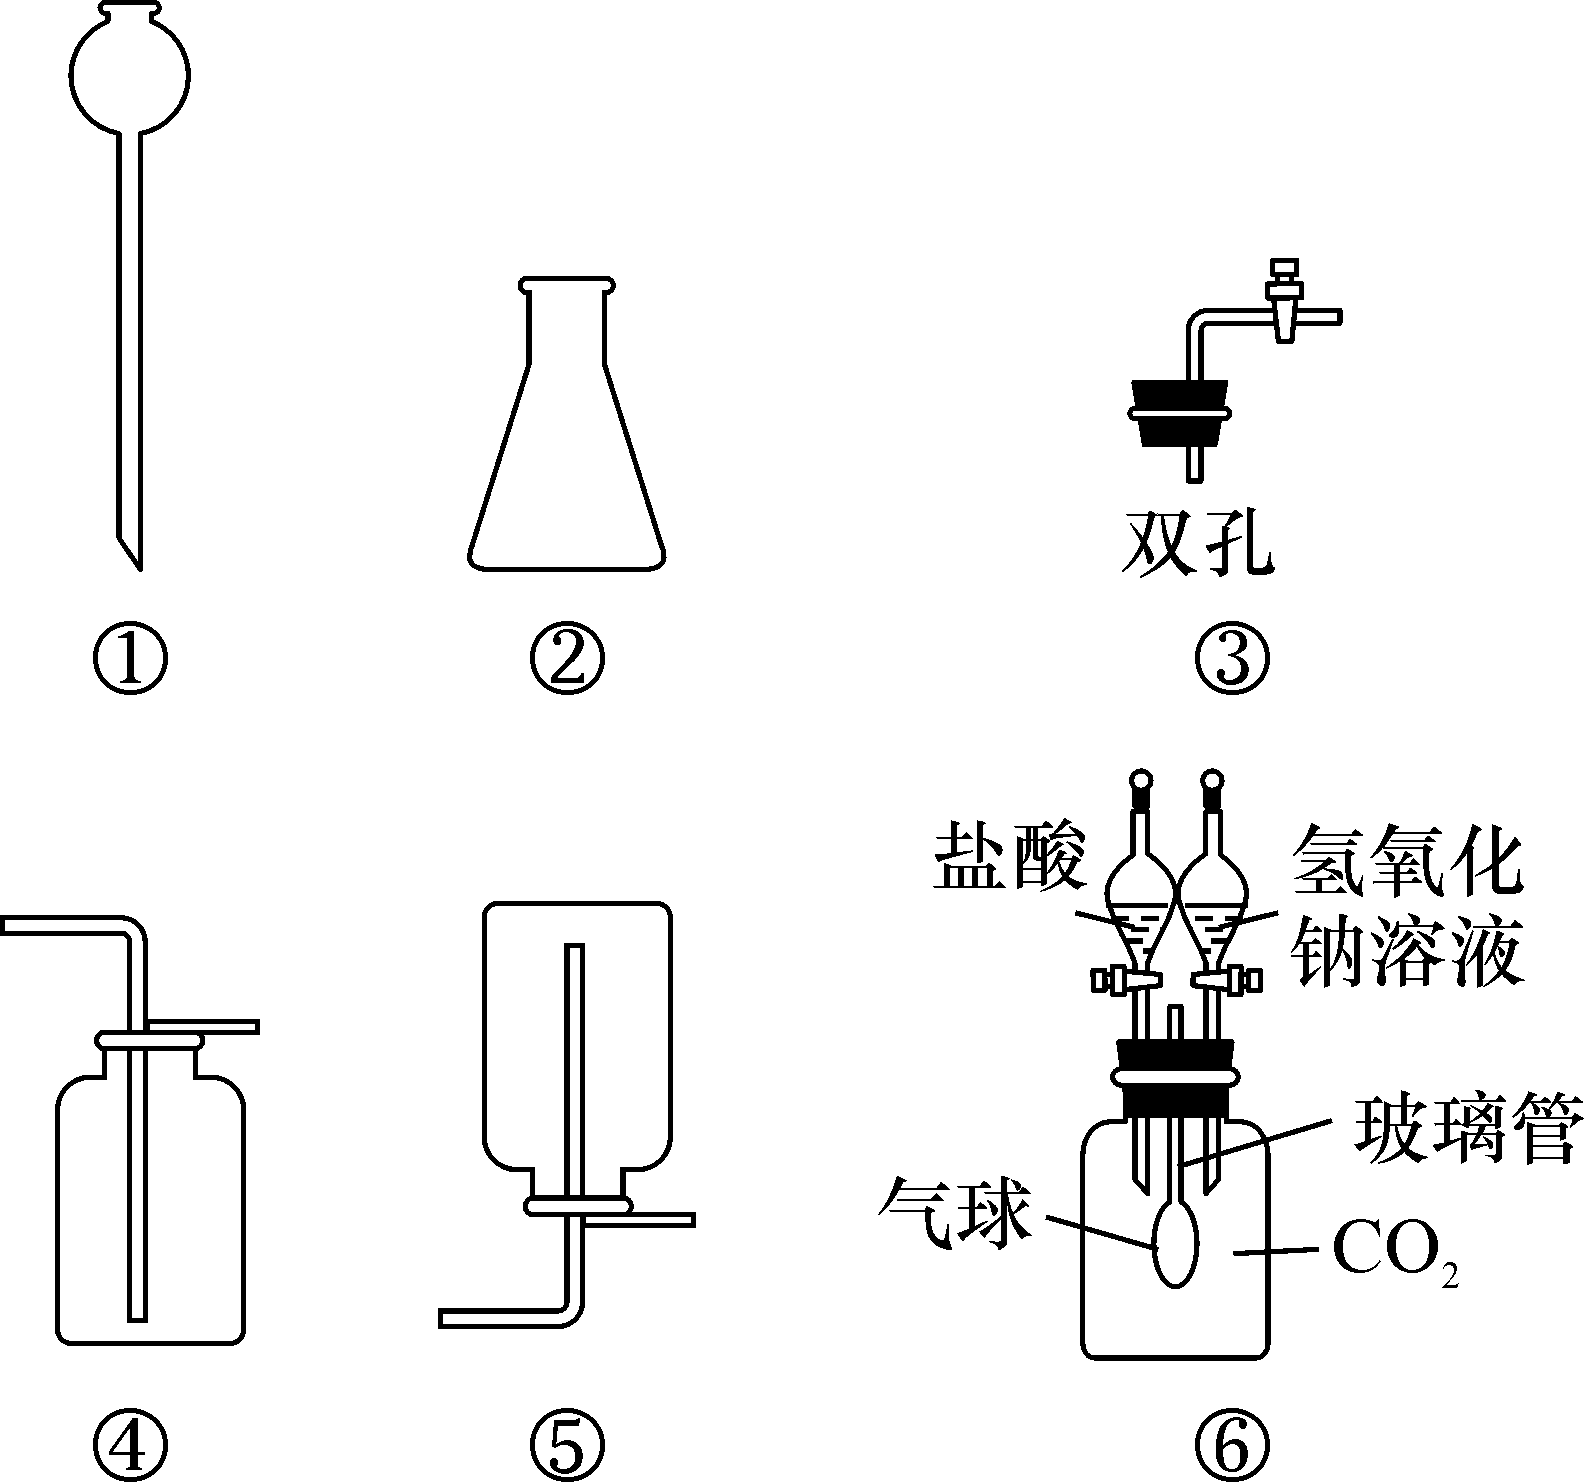 双孔
①
②
③
盐酸
氢氧化
钠溶液
玻璃管
气球
CO₂
④
⑤
⑥